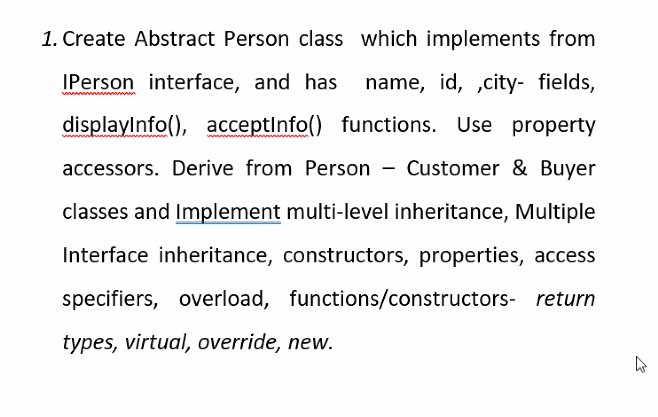 1. Create Abstract Person class which implements from
IPerson interface, and has name, id, ,city- fields,
displayInfo(), acceptInfo() functions. Use property
accessors. Derive from Person – Customer & Buyer
classes and Implement multi-level inheritance, Multiple
Interface inheritance, constructors, properties, access
specifiers, overload, functions/constructors- return
types, virtual, override, new.